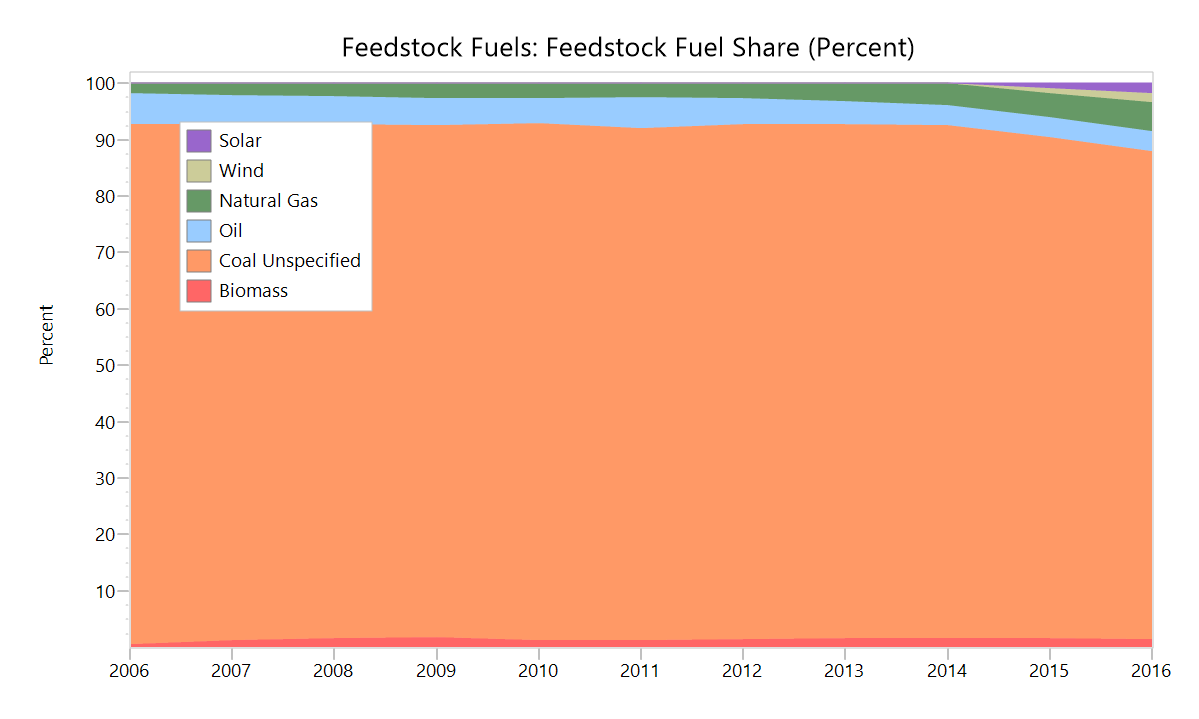 Feedstock Fuels: Feedstock Fuel Share (Percent)
100
90
80
70
60
50
40
30
20
10
Percent
Solar
Wind
Natural Gas
Oil
Coal Unspecified
Biomass
2006 2007 2008 2009 2010 2011 2012 2013 2014 2015 2016